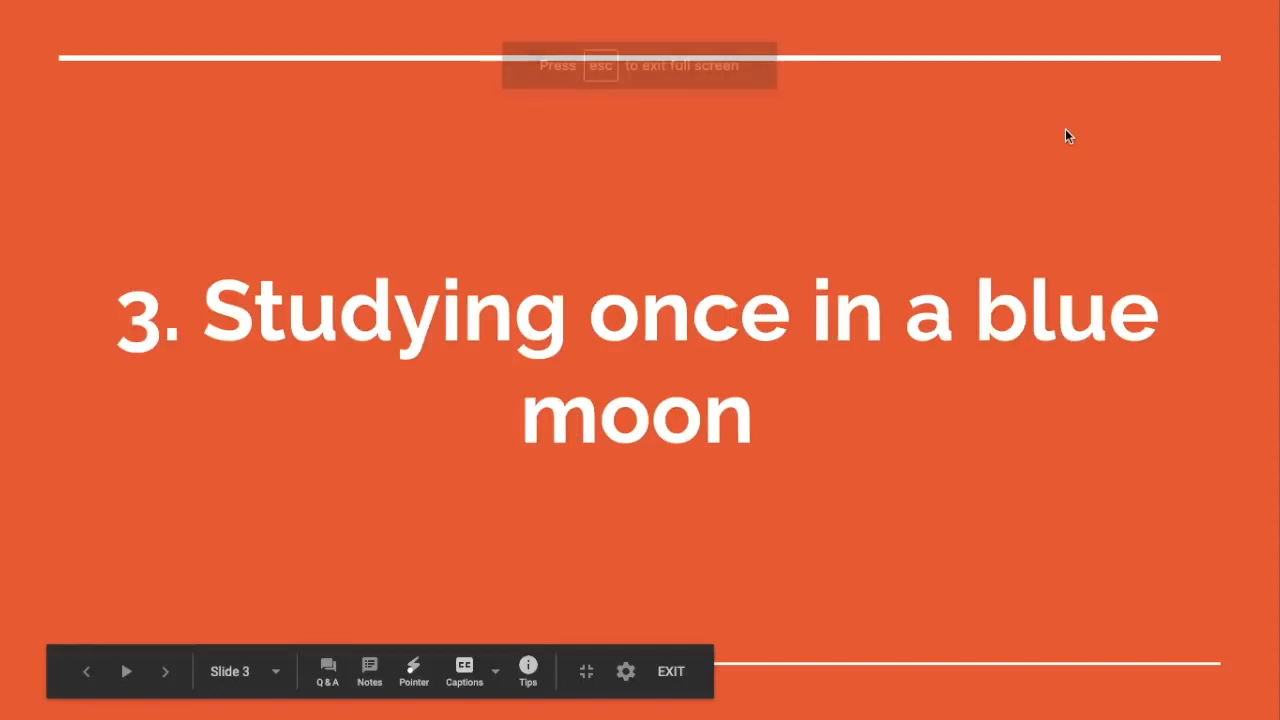 Press esc to exit full screen
3. Studying once in a blue
moon
Slide 3
Q & A
Notes
Pointer
CC
Captions
Tips
EXIT